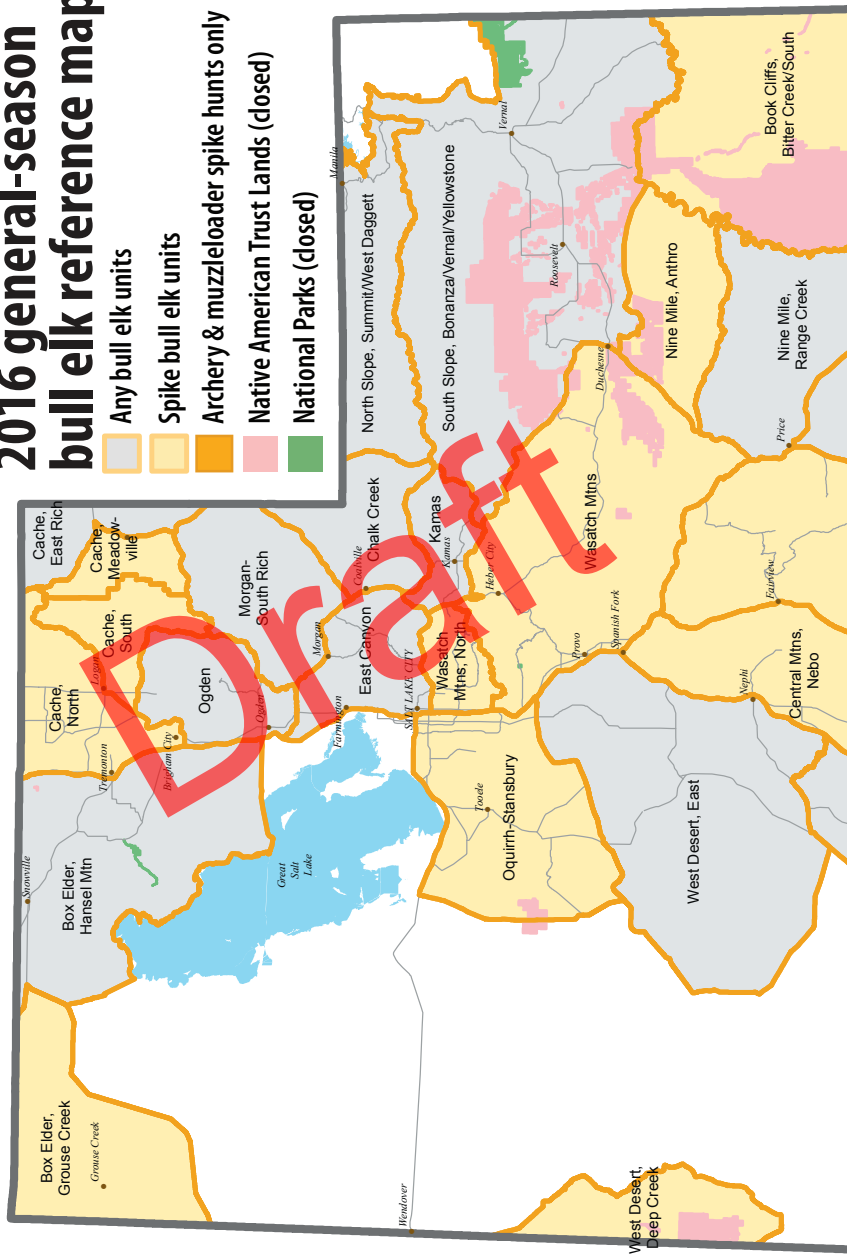 2016 general-season
bull elk reference map
Any bull elk units
Spike bull elk units
Archery & muzzleloader spike hunts only
Native American Trust Lands (closed)
National Parks (closed)
Draft
Box Elder,
Grouse Creek
Grouse Creek
Snowville
Box Elder,
Hansel Mtn
Tremonton
Brigham City
Cache,
North
Logan
Cache,
South
Cache,
Meadow-
ville
Cache,
East Rich
Ogden
Ogden
Morgan-
South Rich
Morgan
Farmington
East Canyon
Coalville
Chalk Creek
Great
Salt
Lake
SALT LAKE CITY
Wasatch
Mtns, North
Kamas
Kamas
Heber City
North Slope, Summit/West Daggett
Manila
South Slope, Bonanza/Vernal/Yellowstone
Vernal
Roosevelt
Duchesne
Wendover
Tooele
Oquirrh-Stansbury
Provo
Spanish Fork
Wasatch Mtns
Nine Mile, Anthro
Nine Mile,
Range Creek
Book Cliffs,
Bitter Creek/South
Price
Fairview
Nephi
Central Mtns,
Nebo
West Desert, East
West Desert,
Deep Creek